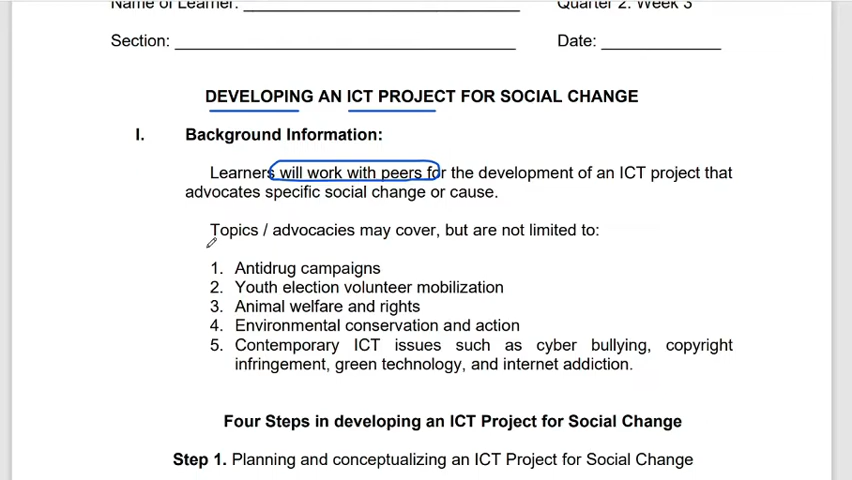 Name of Learner: ____________________ Quarter 2: Week 3
Section: ____________________ Date: ____________________
DEVELOPING AN ICT PROJECT FOR SOCIAL CHANGE
I. Background Information:
Learners will work with peers for the development of an ICT project that
advocates specific social change or cause.
Topics / advocacies may cover, but are not limited to:
1. Antidrug campaigns
2. Youth election volunteer mobilization
3. Animal welfare and rights
4. Environmental conservation and action
5. Contemporary ICT issues such as cyber bullying, copyright
infringement, green technology, and internet addiction.
Four Steps in developing an ICT Project for Social Change
Step 1. Planning and conceptualizing an ICT Project for Social Change